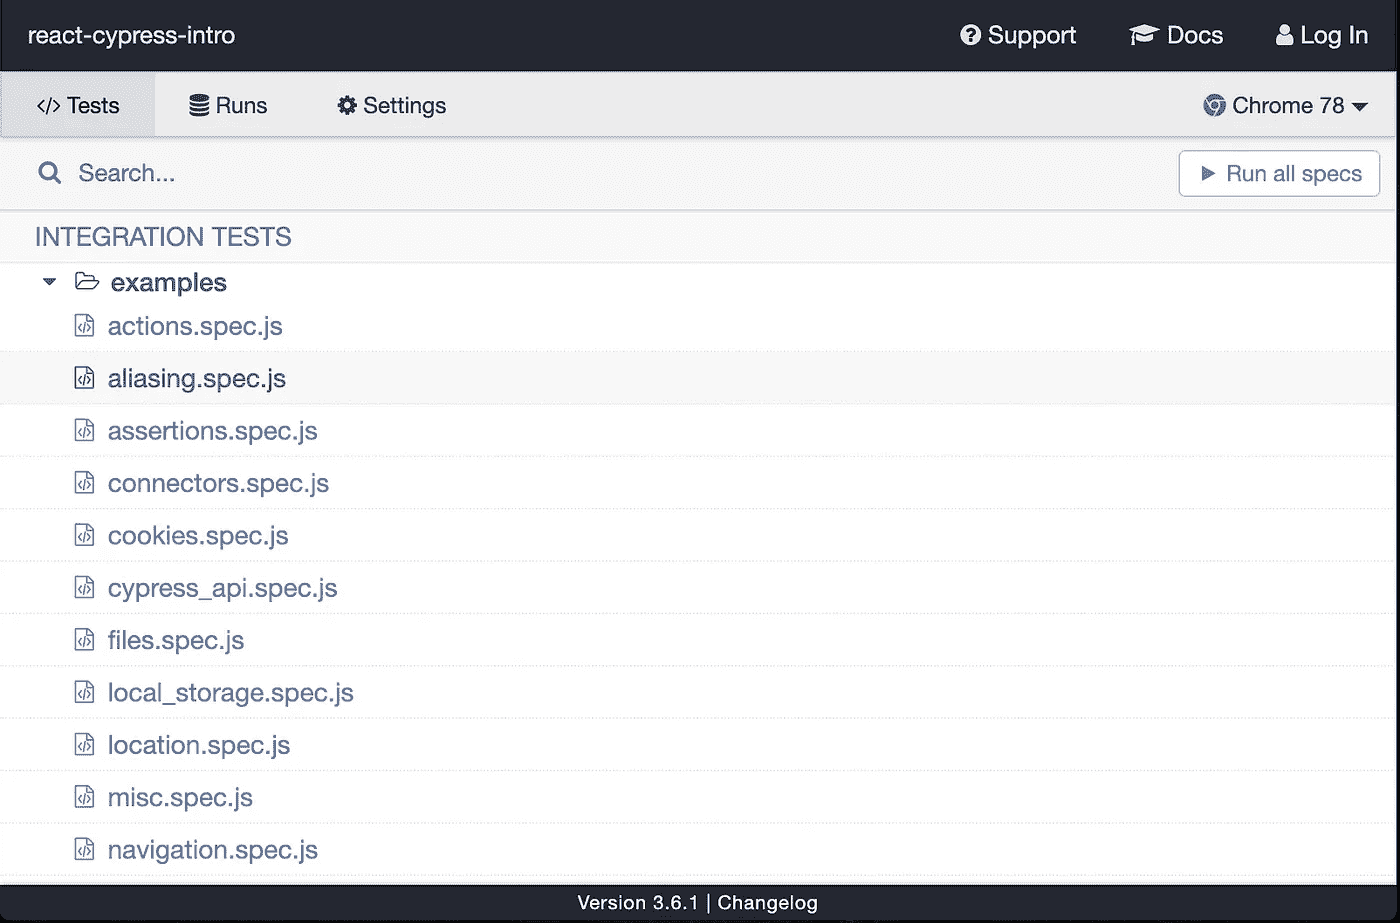 react-cypress-intro Support Docs Log In
</> Tests Runs Settings Chrome 78
Search... Run all specs
INTEGRATION TESTS
examples
actions.spec.js
aliasing.spec.js
assertions.spec.js
connectors.spec.js
cookies.spec.js
cypress_api.spec.js
files.spec.js
local_storage.spec.js
location.spec.js
misc.spec.js
navigation.spec.js
Version 3.6.1 | Changelog